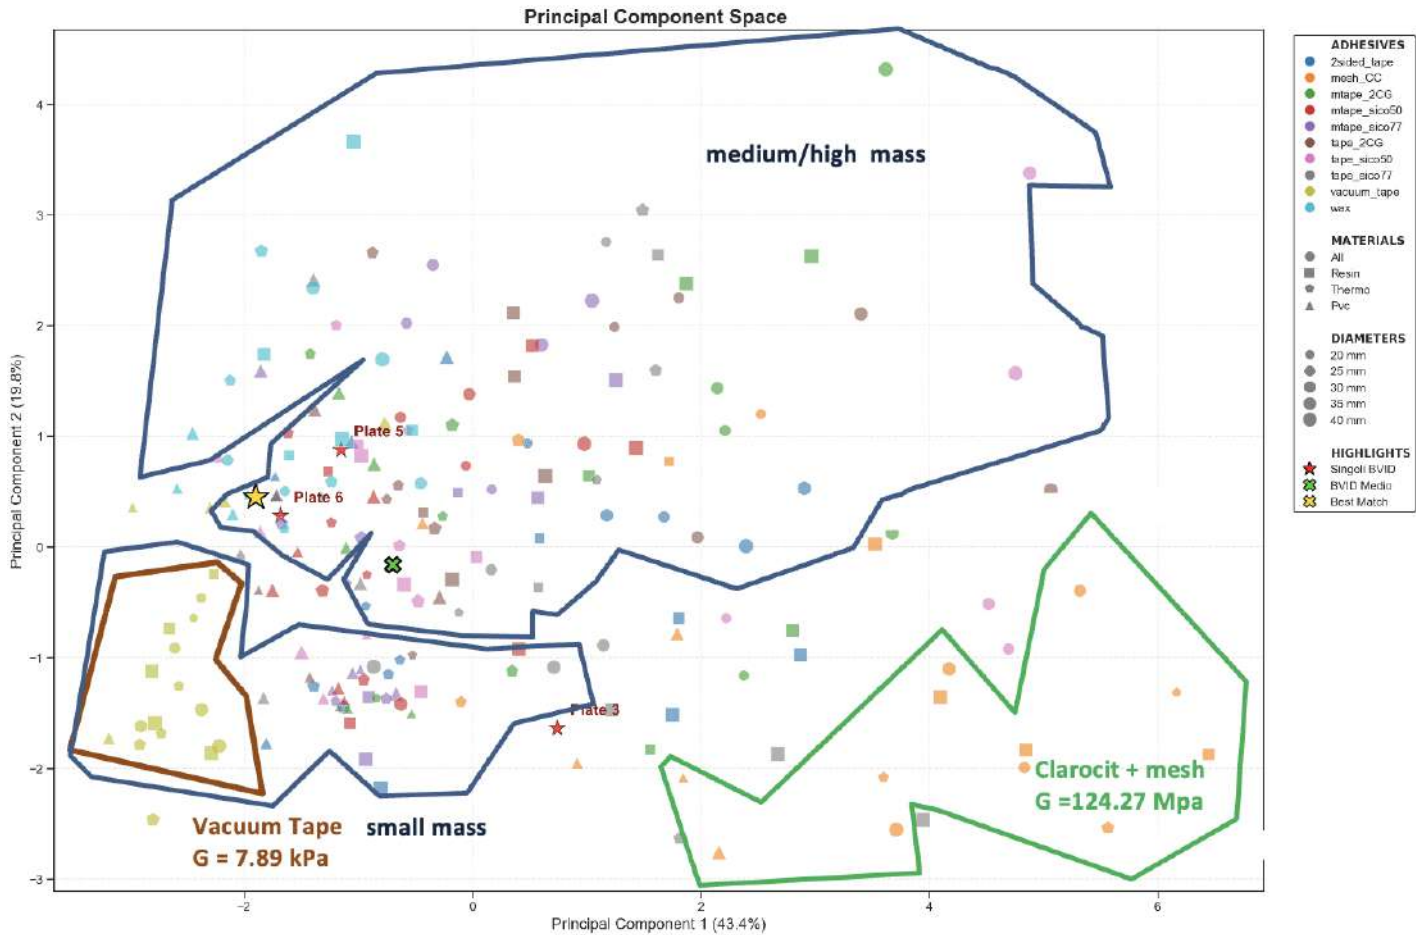 Principal Component Space
ADHESIVES
2sided_tape
mesh_CC
mtape_2CG
mtape_sico50
mtape_sico77
tape_2CG
tape_sico50
tape_sico77
vacuum_tape
wax
MATERIALS
All
Resin
Thermo
Pvc
DIAMETERS
20 mm
25 mm
30 mm
35 mm
40 mm
HIGHLIGHTS
Singoli BVID
BVID Medio
Best Match
medium/high mass
Plate 5
Plate 6
Plate 3
Clarocit + mesh
G =124.27 Mpa
Vacuum Tape
G = 7.89 kPa
small mass
Principal Component 2 (19.8%)
4
3
2
1
0
−1
−2
−3
−2
0
2
4
6
Principal Component 1 (43.4%)